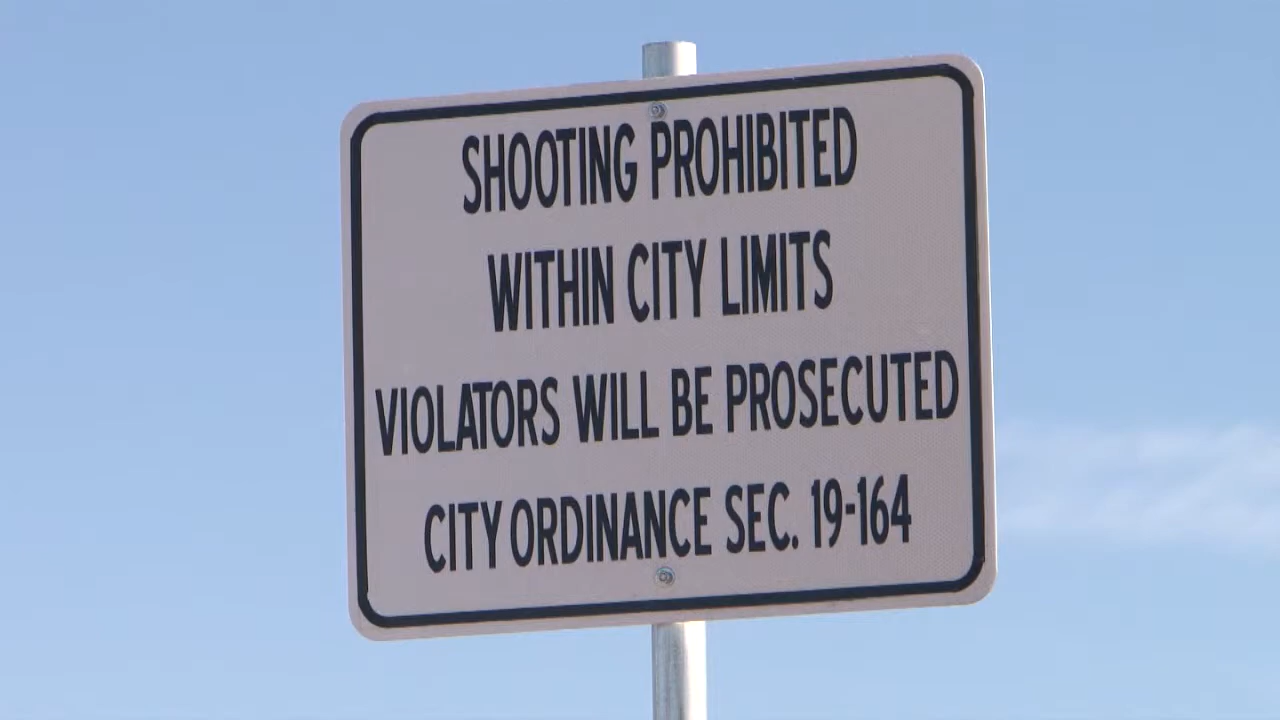 SHOOTING PROHIBITED
WITHIN CITY LIMITS
VIOLATORS WILL BE PROSECUTED
CITY ORDINANCE SEC. 19-164